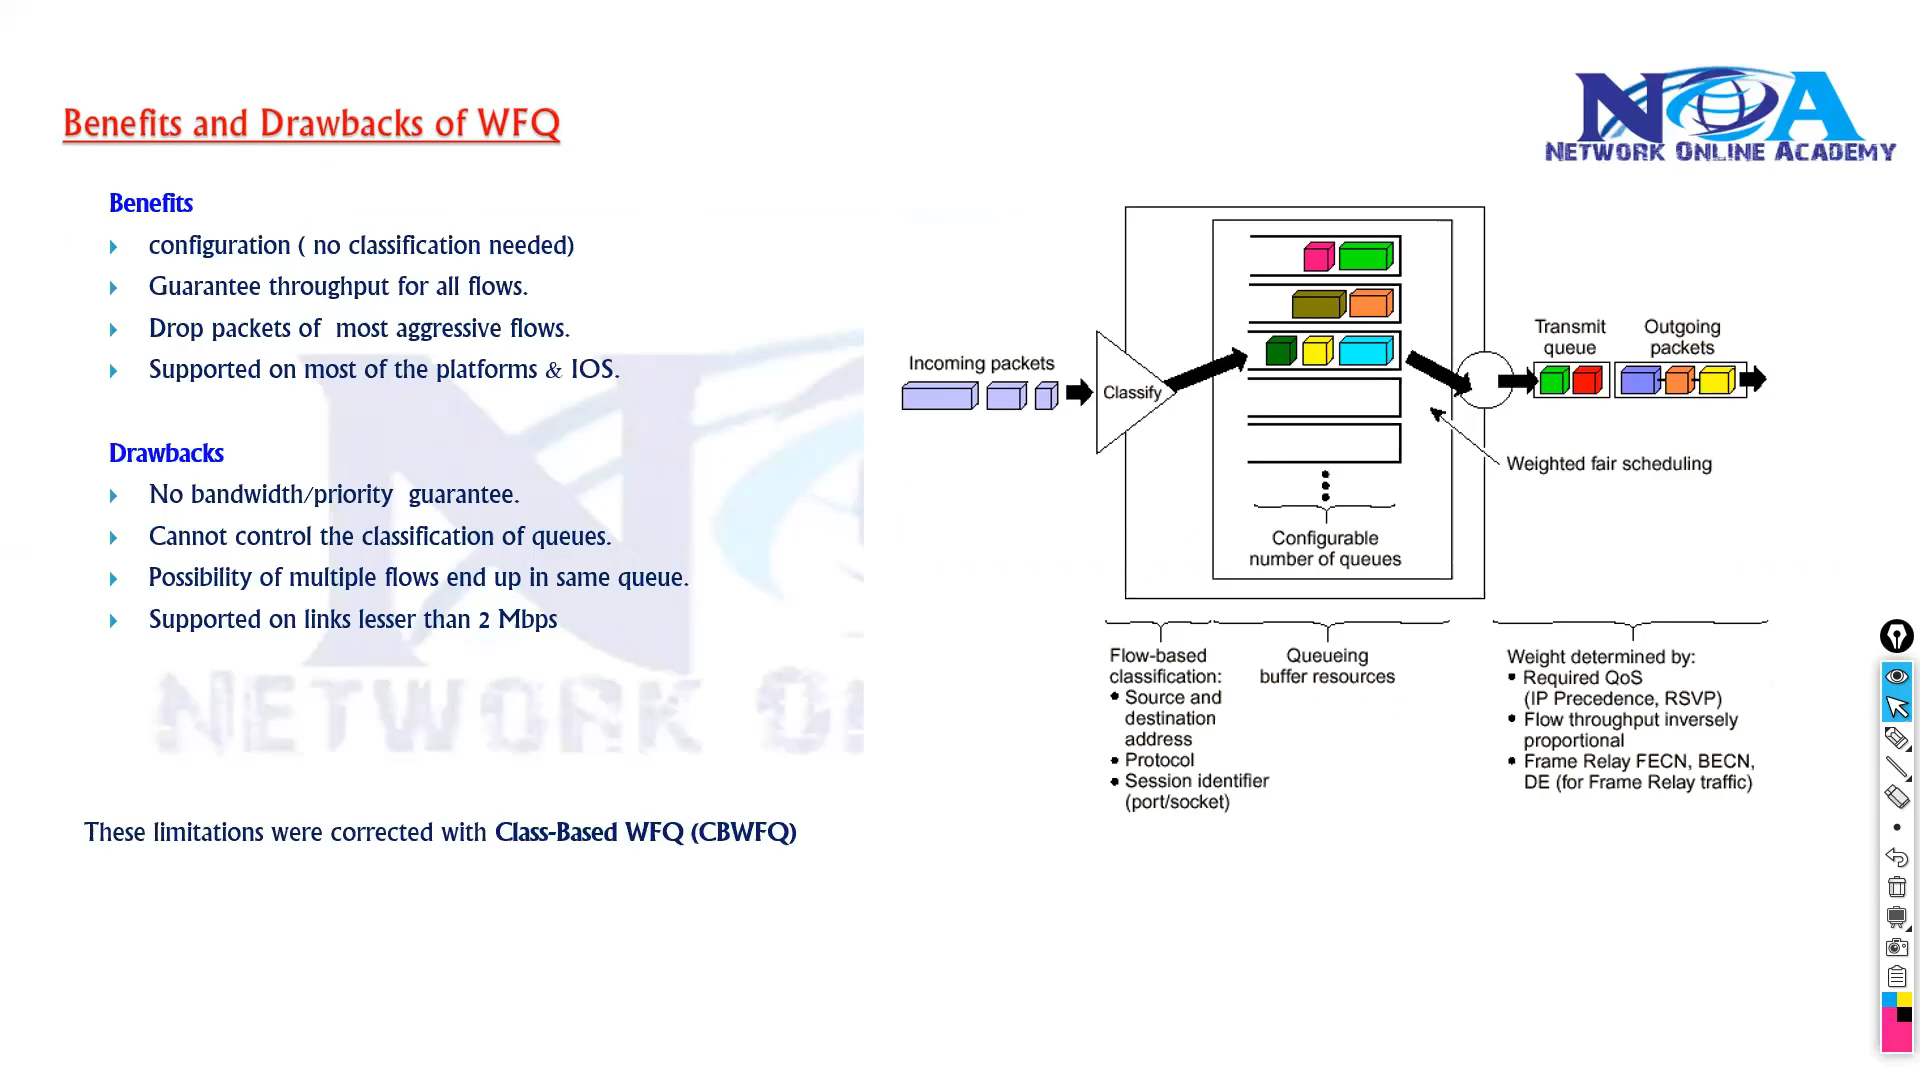 Benefits and Drawbacks of WFQ
NOA
NETWORK ONLINE ACADEMY
Benefits
configuration ( no classification needed)
Guarantee throughput for all flows.
Drop packets of most aggressive flows.
Supported on most of the platforms & IOS.
Drawbacks
No bandwidth/priority guarantee.
Cannot control the classification of queues.
Possibility of multiple flows end up in same queue.
Supported on links lesser than 2 Mbps
N
NETWORK O
These limitations were corrected with Class-Based WFQ (CBWFQ)
Incoming packets
Classify
Configurable
number of queues
Transmit
queue
Outgoing
packets
Weighted fair scheduling
Flow-based
classification:
• Source and
destination
address
• Protocol
• Session identifier
(port/socket)
Queueing
buffer resources
Weight determined by:
• Required QoS
(IP Precedence, RSVP)
• Flow throughput inversely
proportional
• Frame Relay FECN, BECN,
DE (for Frame Relay traffic)